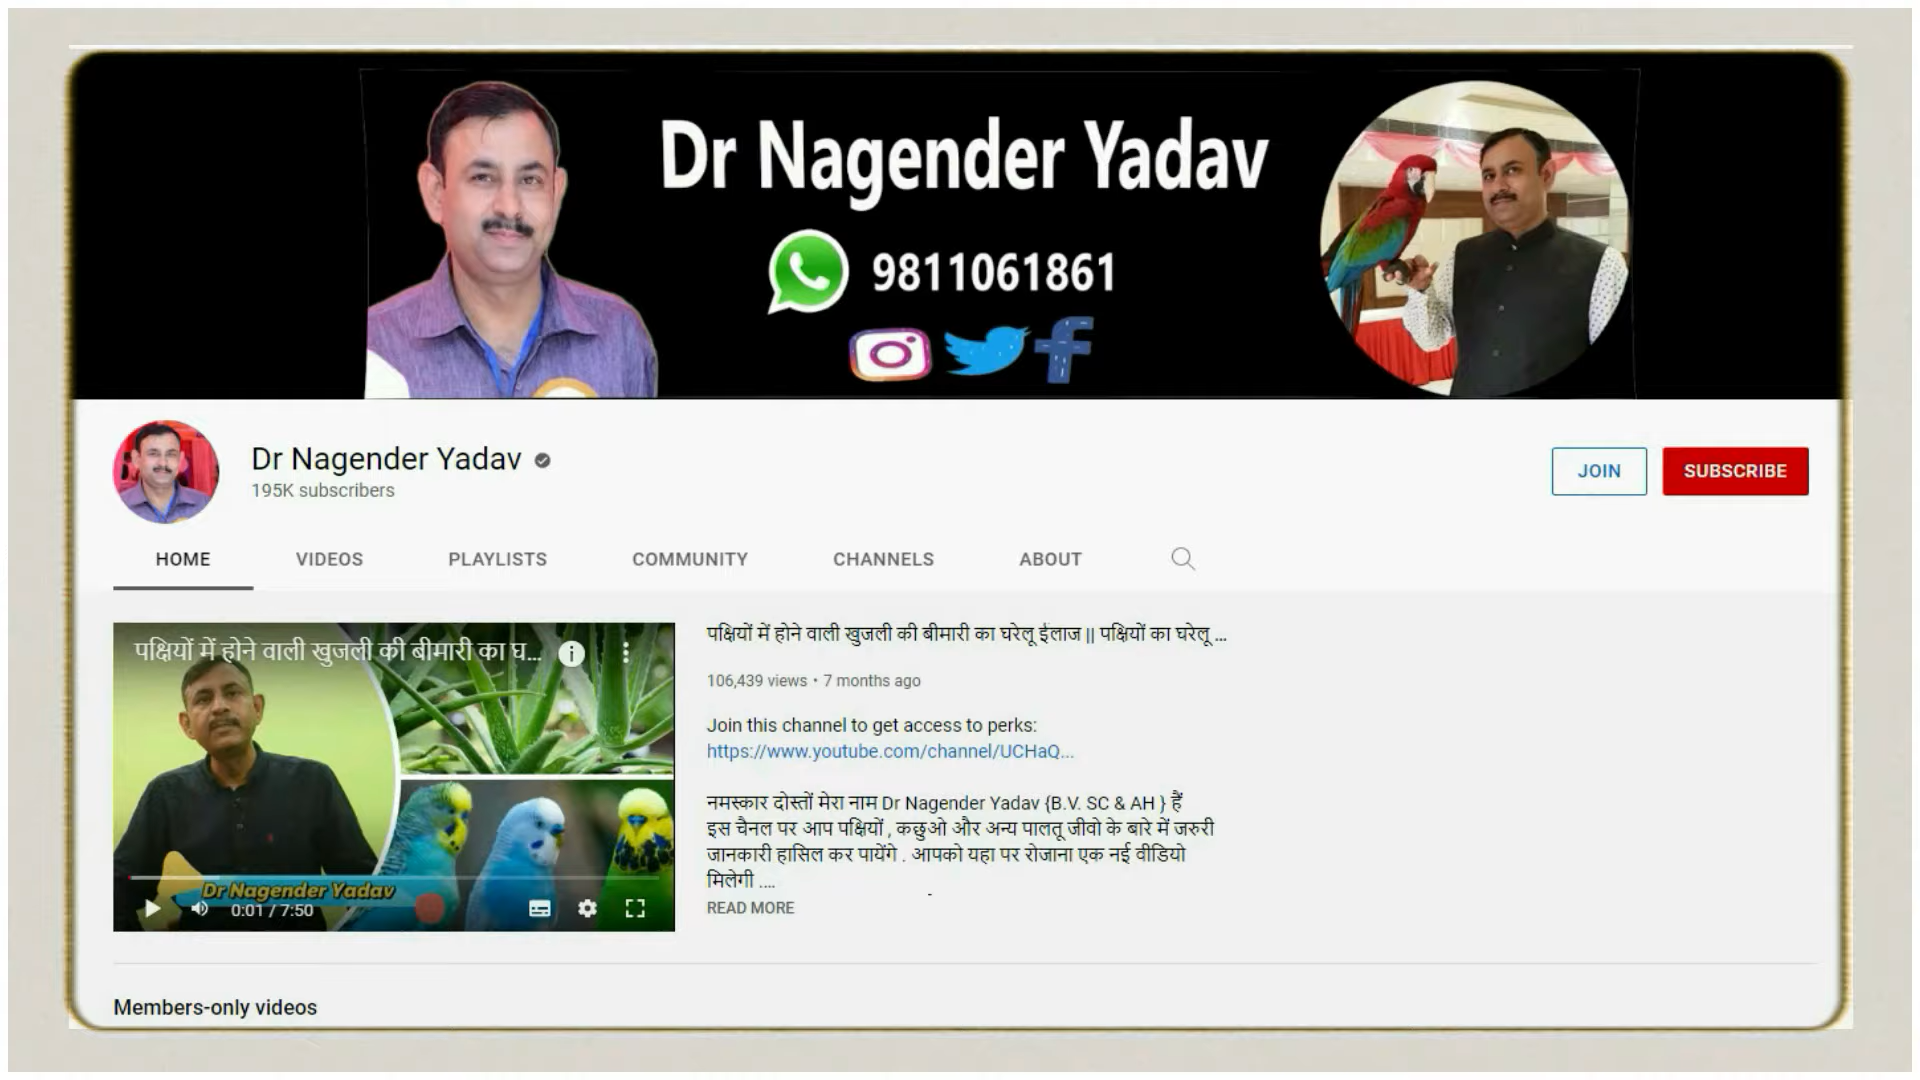 Dr Nagender Yadav
9811061861
Dr Nagender Yadav
195K subscribers
JOIN
SUBSCRIBE
HOME
VIDEOS
PLAYLISTS
COMMUNITY
CHANNELS
ABOUT
पक्षियों में होने वाली खुजली की बीमारी का घ...
Dr Nagender Yadav
0:01 / 7:50
पक्षियों में होने वाली खुजली की बीमारी का घरेलू ईलाज || पक्षियों का घरेलू ...
106,439 views • 7 months ago
Join this channel to get access to perks:
https://www.youtube.com/channel/UCHaQ...
नमस्कार दोस्तों मेरा नाम Dr Nagender Yadav {B.V. SC & AH } हैं
इस चैनल पर आप पक्षियों , कछुओ और अन्य पालतू जीवो के बारे में जरुरी
जानकारी हासिल कर पायेंगे . आपको यहा पर रोजाना एक नई वीडियो
मिलेगी ....
READ MORE
Members-only videos